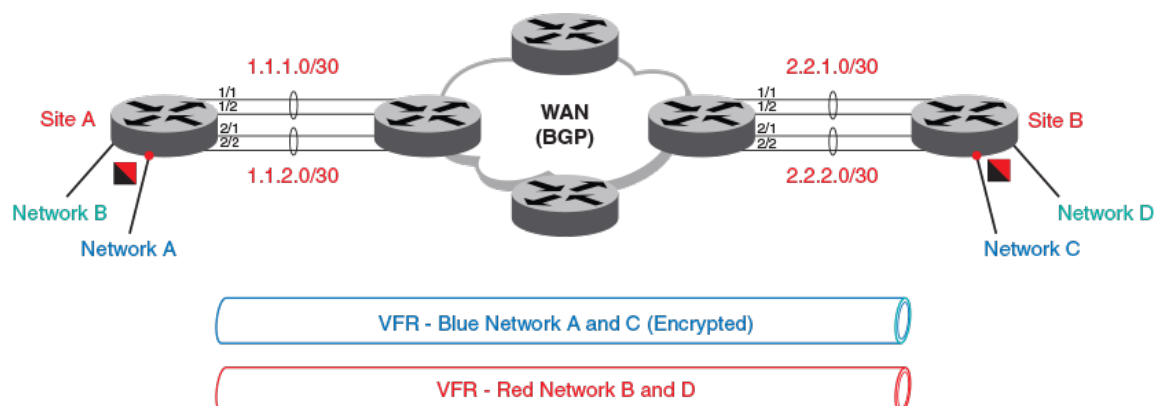 1.1.1.0/30
2.2.1.0/30
1/1
1/2
2/1
2/2
Site A
WAN
(BGP)
1/1
1/2
2/1
2/2
Site B
1.1.2.0/30
2.2.2.0/30
Network B
Network A
Network D
Network C
VFR - Blue Network A and C (Encrypted)
VFR - Red Network B and D